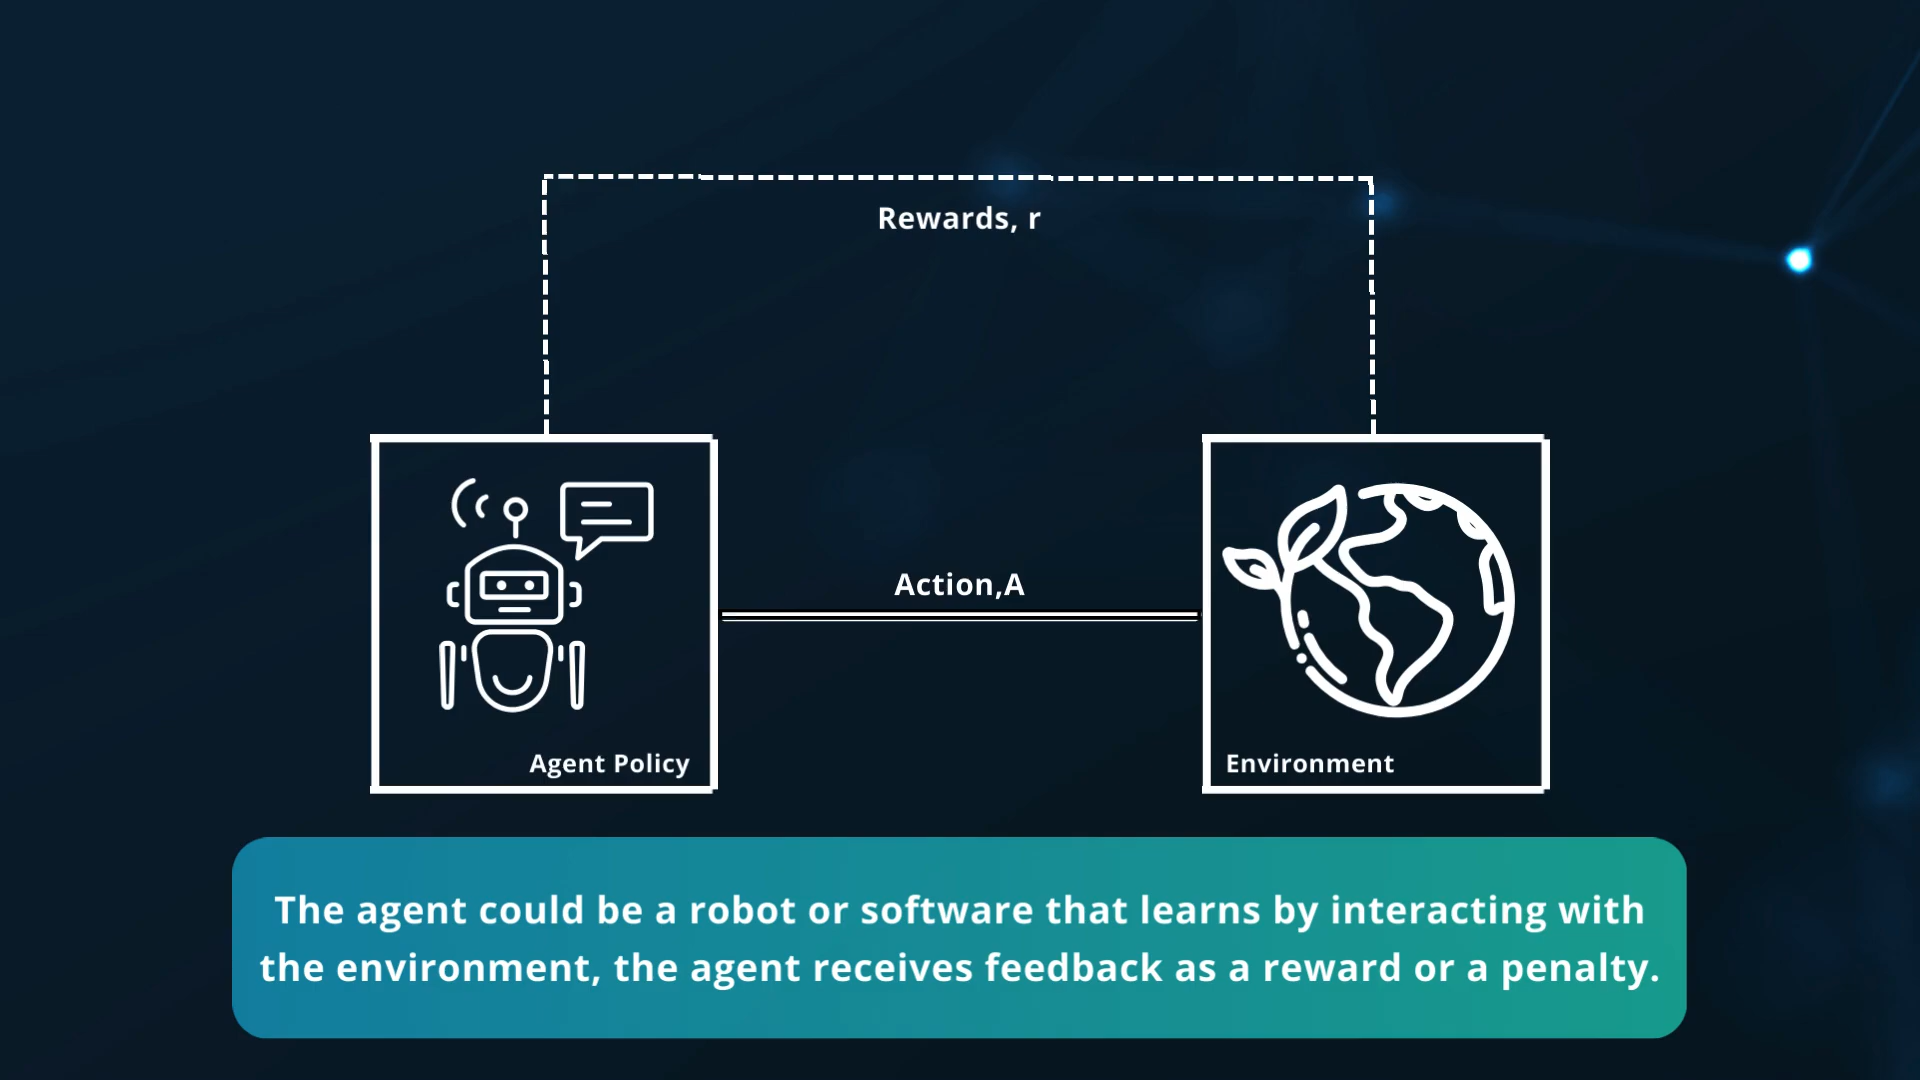 Rewards, r
Action,A
Agent Policy
Environment
The agent could be a robot or software that learns by interacting with
the environment, the agent receives feedback as a reward or a penalty.